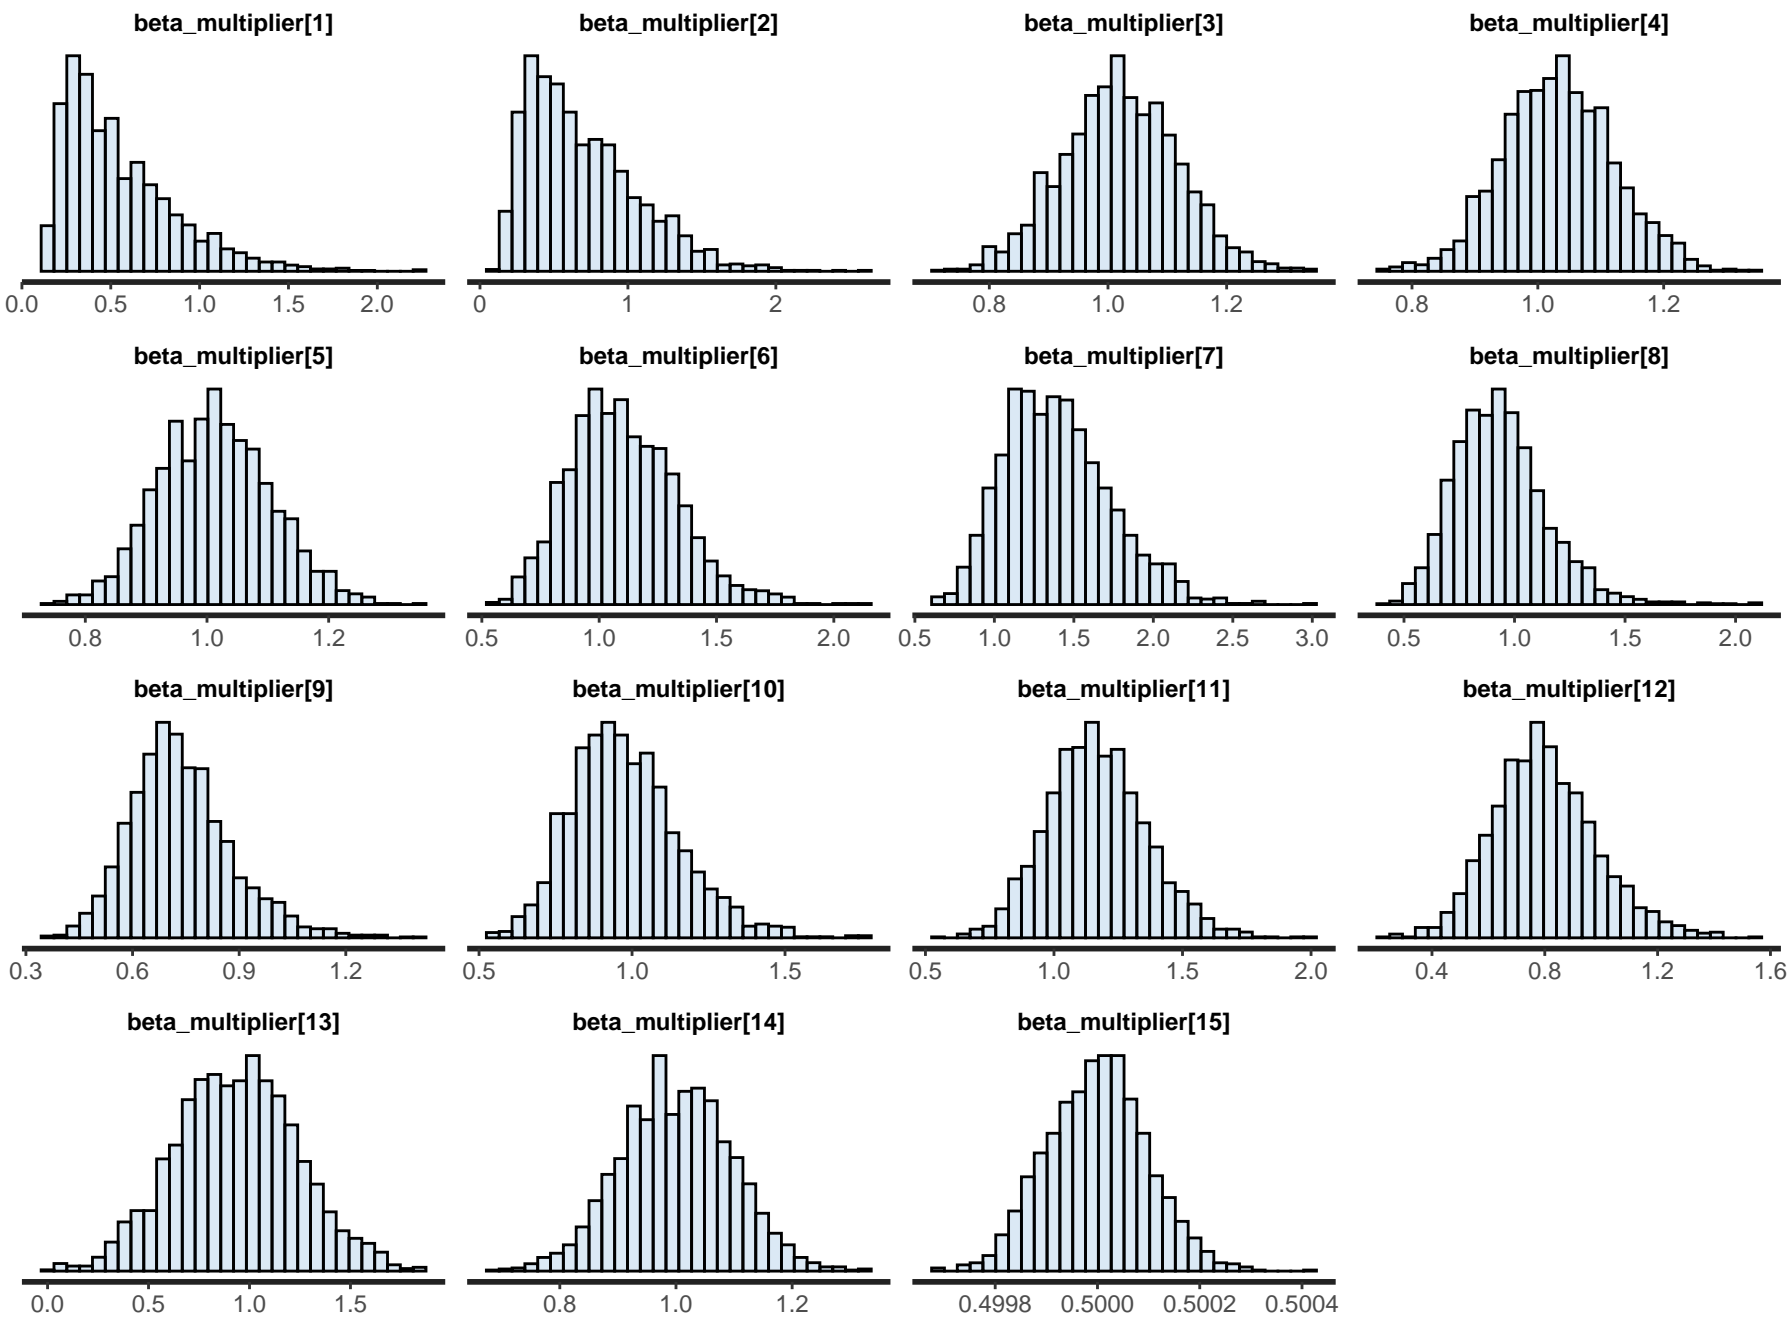 beta_multiplier[1] beta_multiplier[2] beta_multiplier[3] beta_multiplier[4]
0.0 0.5 1.0 1.5 2.0 0 1 2 0.8 1.0 1.2 0.8 1.0 1.2
beta_multiplier[5] beta_multiplier[6] beta_multiplier[7] beta_multiplier[8]
0.8 1.0 1.2 0.5 1.0 1.5 2.0 0.5 1.0 1.5 2.0 2.5 3.0 0.5 1.0 1.5 2.0
beta_multiplier[9] beta_multiplier[10] beta_multiplier[11] beta_multiplier[12]
0.3 0.6 0.9 1.2 0.5 1.0 1.5 0.5 1.0 1.5 2.0 0.4 0.8 1.2 1.6
beta_multiplier[13] beta_multiplier[14] beta_multiplier[15]
0.0 0.5 1.0 1.5 0.8 1.0 1.2 0.4998 0.5000 0.5002 0.5004